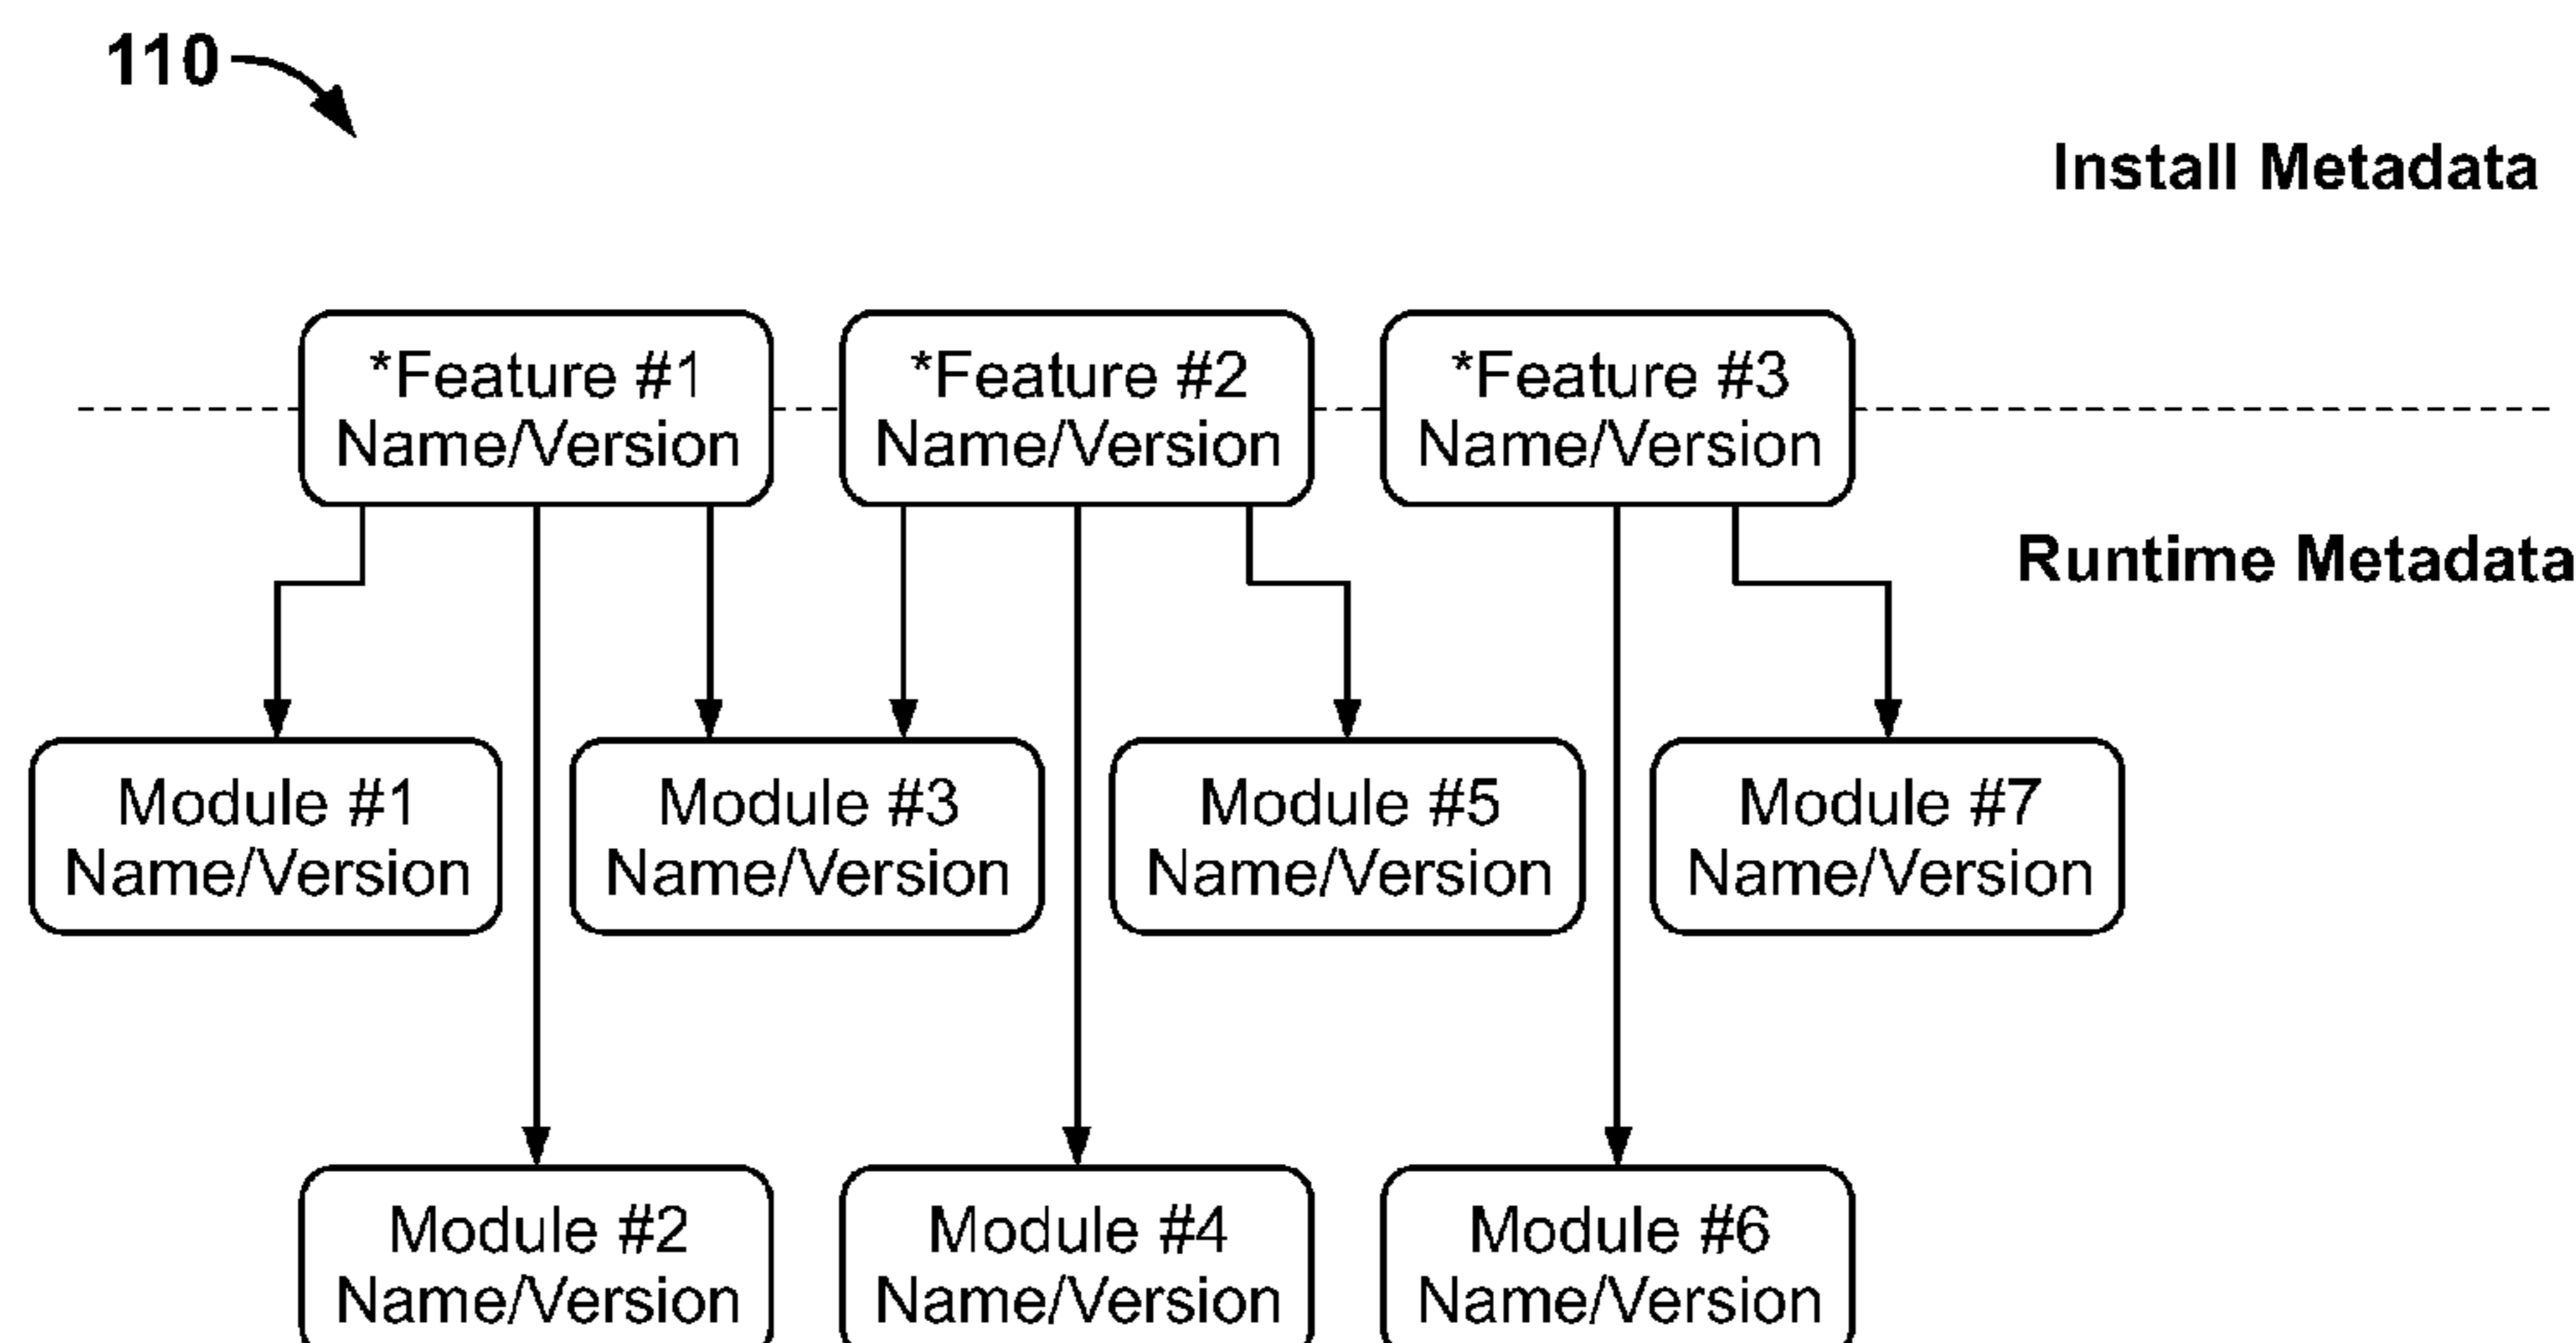 110
Install Metadata
*Feature #1
Name/Version
*Feature #2
Name/Version
*Feature #3
Name/Version
Runtime Metadata
Module #1
Name/Version
Module #3
Name/Version
Module #5
Name/Version
Module #7
Name/Version
Module #2
Name/Version
Module #4
Name/Version
Module #6
Name/Version